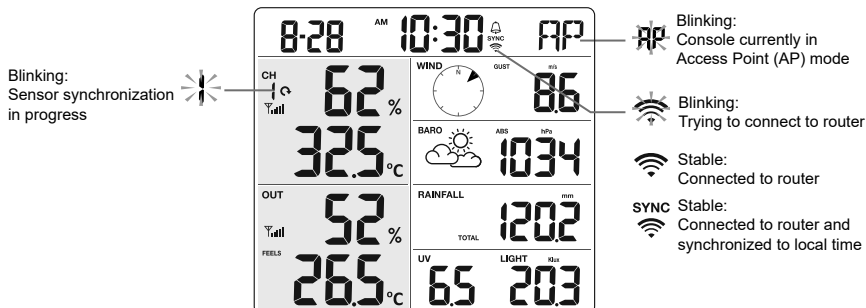 8-28 AM 10:30 SYNC AP
CH
1 62%
32.5°C
WIND N GUST m/s
8.6
BARO ABS hPa
1034
OUT
52%
FEELS
26.5°C
RAINFALL mm
TOTAL 120.2
UV
6.5
LIGHT Klux
20.3
Blinking:
Sensor synchronization
in progress
1
AP
Blinking:
Console currently in
Access Point (AP) mode
Blinking:
Trying to connect to router
Stable:
Connected to router
SYNC Stable:
Connected to router and
synchronized to local time